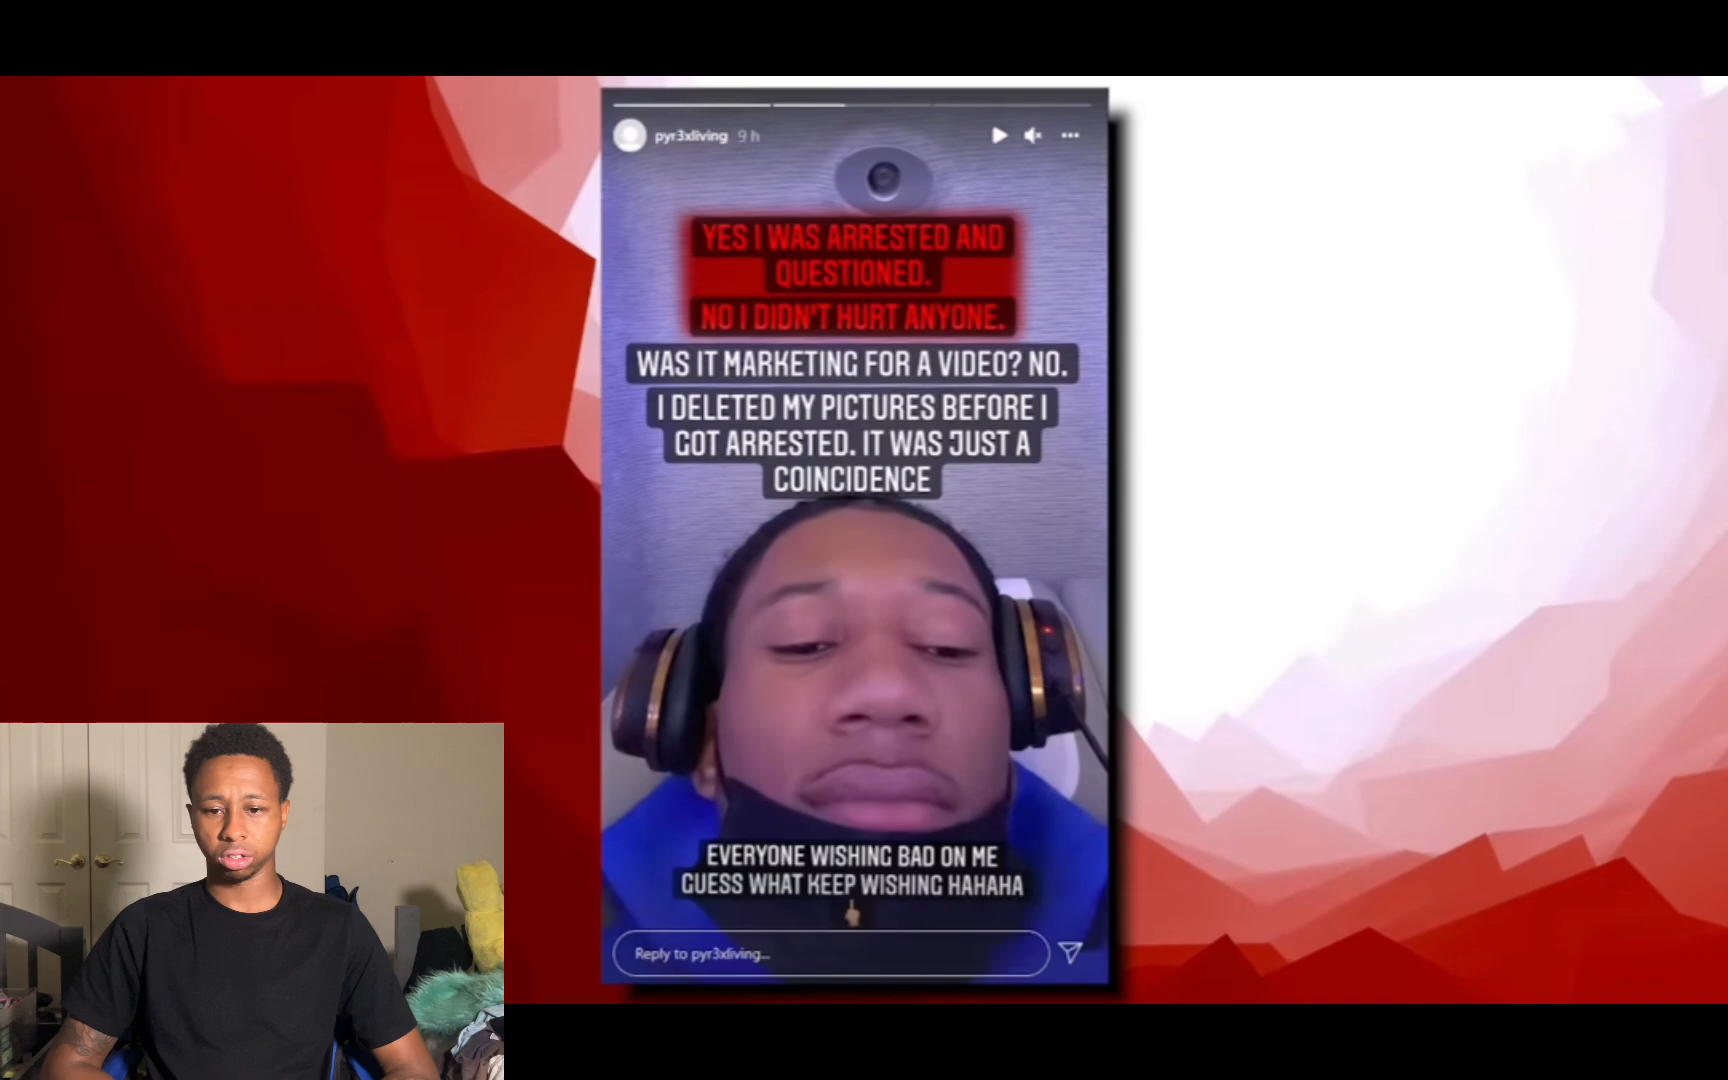 pyr3xliving 9 h
YES I WAS ARRESTED AND
QUESTIONED.
NO I DIDN'T HURT ANYONE.
WAS IT MARKETING FOR A VIDEO? NO.
I DELETED MY PICTURES BEFORE I
GOT ARRESTED. IT WAS JUST A
COINCIDENCE
EVERYONE WISHING BAD ON ME
GUESS WHAT KEEP WISHING HAHAHA
Reply to pyr3xliving...